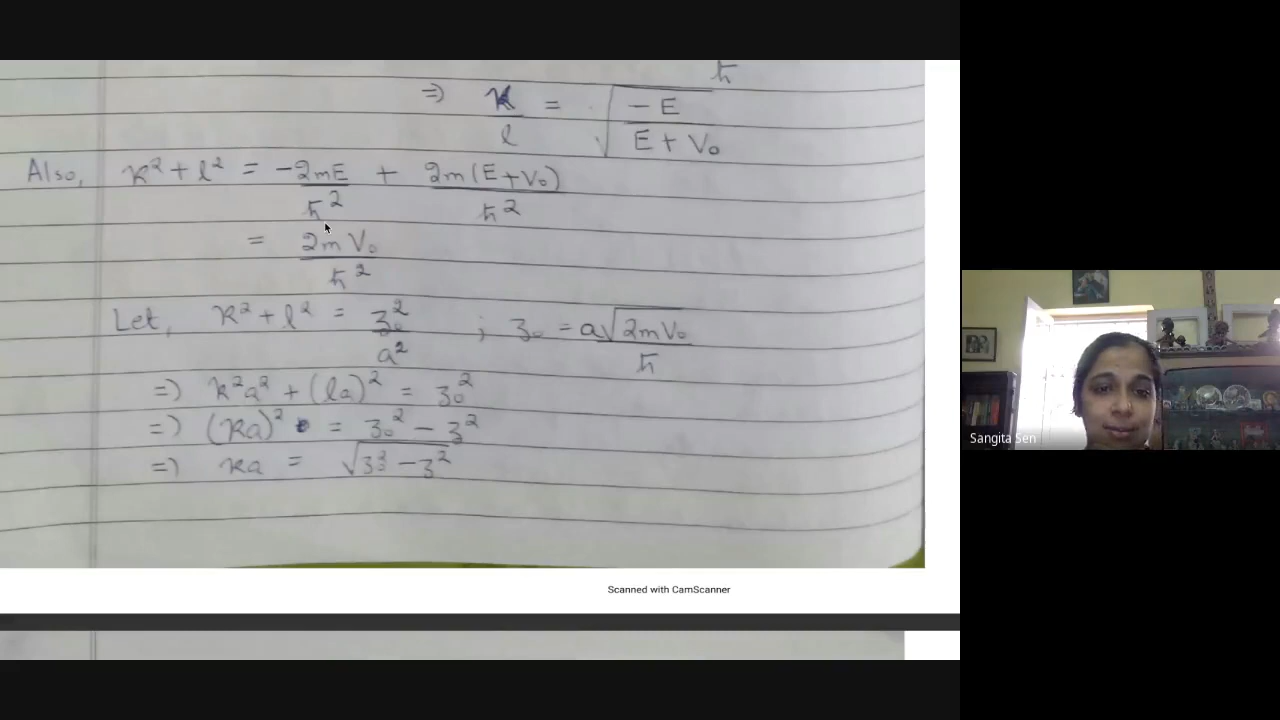 ħ
⇒ κ/l = √(-E/(E+V₀))
Also, κ² + l² = -2mE/ħ² + 2m(E+V₀)/ħ²
= 2mV₀/ħ²
Let, κ² + l² = z₀²/a² ; z₀ = a√(2mV₀)/ħ
⇒ κ²a² + (la)² = z₀²
⇒ (κa)² = z₀² - z²
⇒ κa = √(z₀² - z²)
Scanned with CamScanner
Sangita Sen